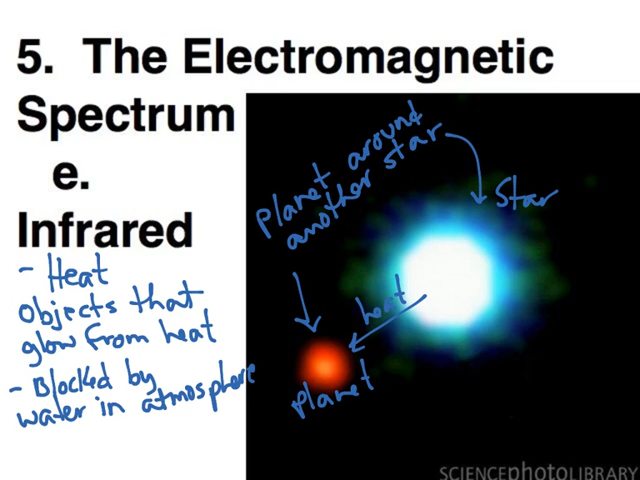 5. The Electromagnetic
Spectrum
e.
Infrared
- Heat
objects that
glow from heat
- Blocked by
water in atmosphere
Planet around
another star
Star
heat
Planet
SCIENCEphotoLIBRARY